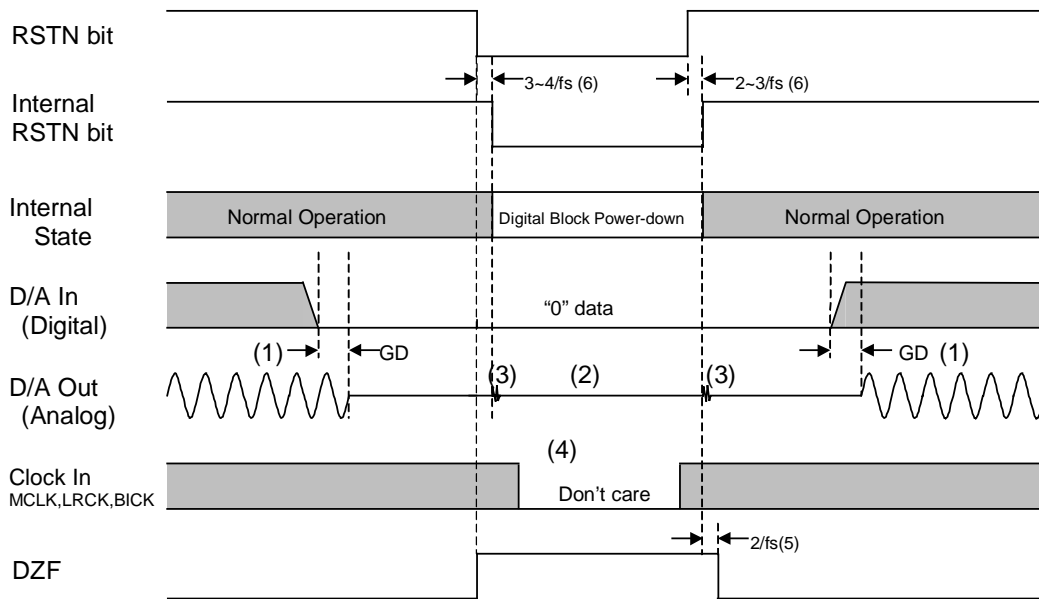 RSTN bit
3~4/fs (6)
2~3/fs (6)
Internal
RSTN bit
Internal
State
Normal Operation
Digital Block Power-down
Normal Operation
D/A In
(Digital)
“0” data
(1)
GD
GD
(1)
D/A Out
(Analog)
(3)
(2)
(3)
(4)
Clock In
MCLK,LRCK,BICK
Don’t care
2/fs(5)
DZF